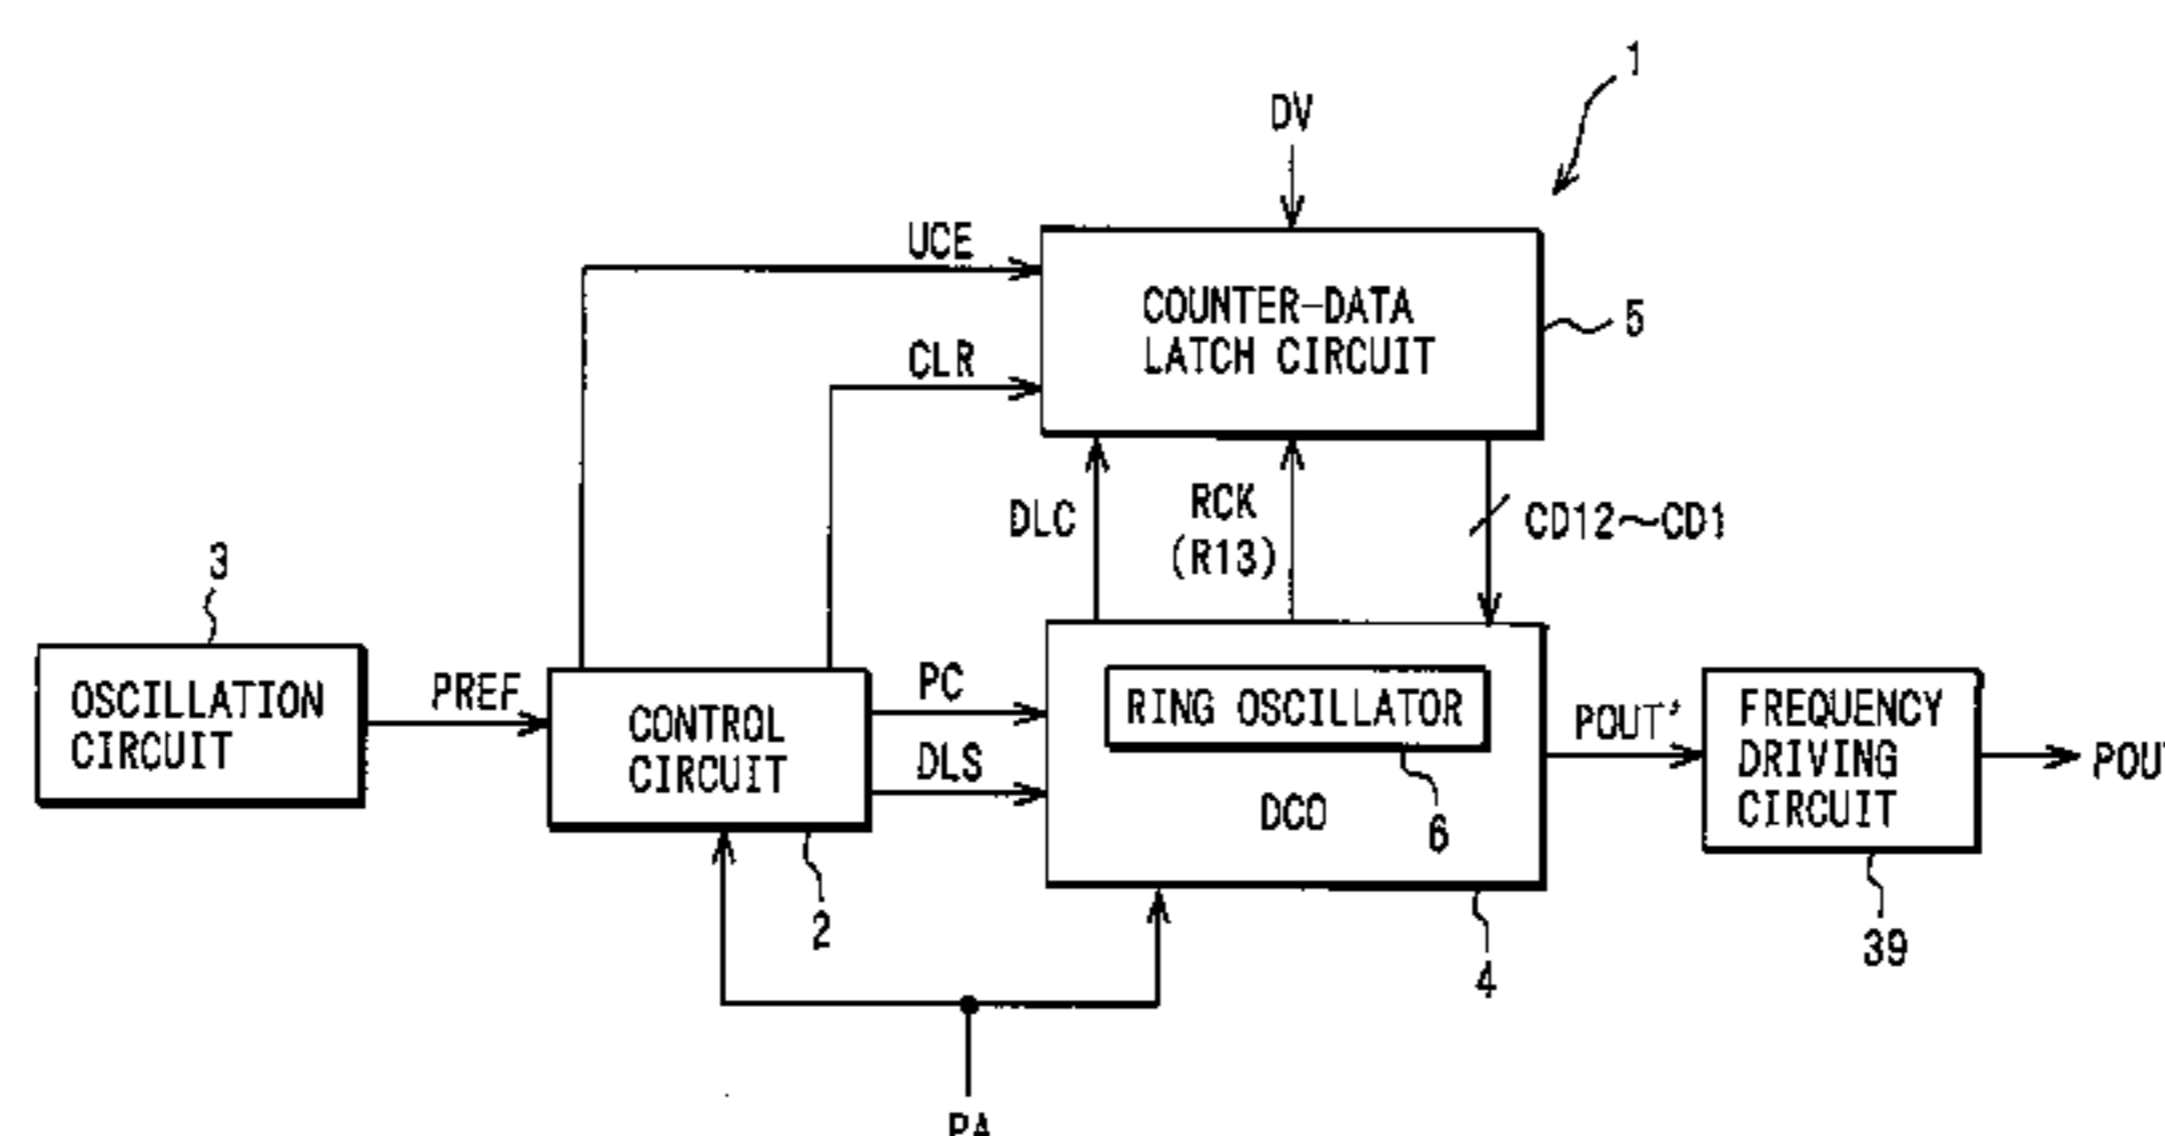 1
DV
UCE
COUNTER-DATA
LATCH CIRCUIT
5
CLR
DLC
RCK
(R13)
CD12~CD1
3
OSCILLATION
CIRCUIT
PREF
CONTROL
CIRCUIT
2
PC
DLS
RING OSCILLATOR
6
DCO
4
POUT'
FREQUENCY
DRIVING
CIRCUIT
39